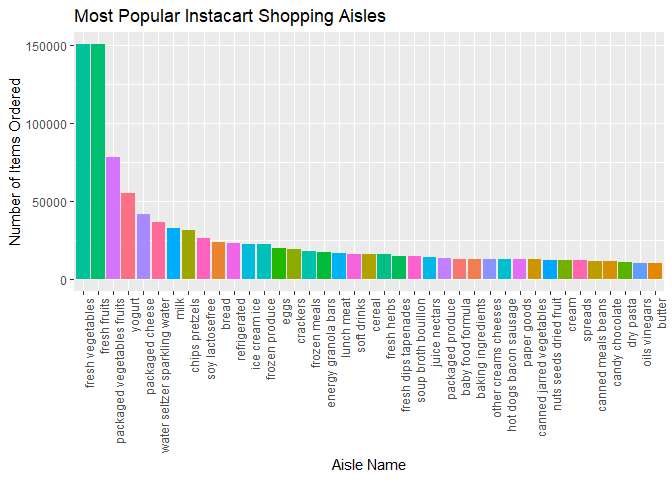 Most Popular Instacart Shopping Aisles
Number of Items Ordered
150000
100000
50000
0
fresh vegetables
fresh fruits
packaged vegetables fruits
yogurt
packaged cheese
water seltzer sparkling water
milk
chips pretzels
soy lactosefree
bread
refrigerated
ice cream ice
frozen produce
eggs
crackers
frozen meals
energy granola bars
lunch meat
soft drinks
cereal
fresh herbs
fresh dips tapenades
soup broth bouillon
juice nectars
packaged produce
baby food formula
baking ingredients
other creams cheeses
hot dogs bacon sausage
paper goods
canned jarred vegetables
nuts seeds dried fruit
cream
spreads
canned meals beans
candy chocolate
dry pasta
oils vinegars
butter
Aisle Name